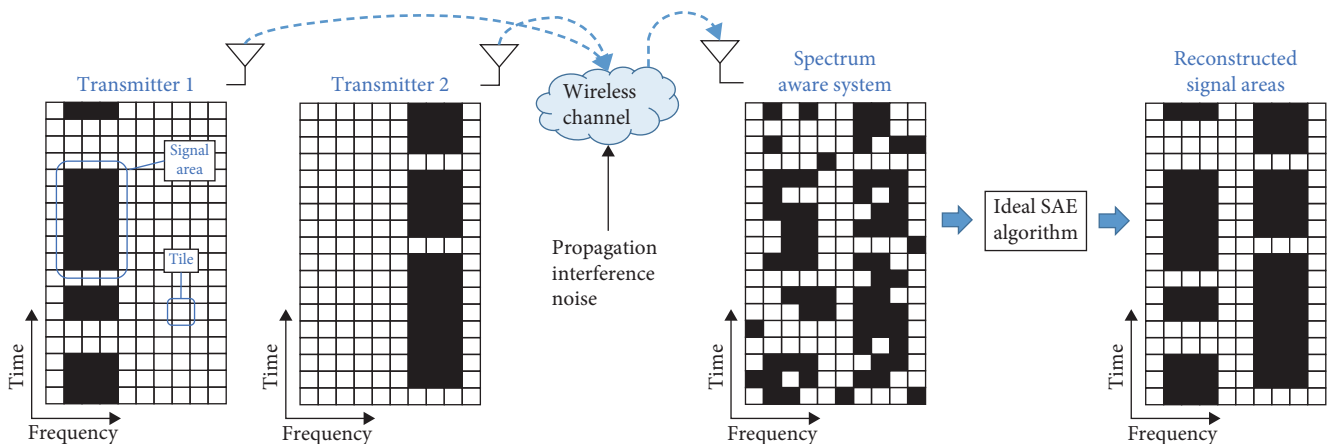 Transmitter 1
Signal
area
Tile
Time
Frequency
Transmitter 2
Time
Frequency
Wireless
channel
Propagation
interference
noise
Spectrum
aware system
Time
Frequency
Ideal SAE
algorithm
Reconstructed
signal areas
Time
Frequency